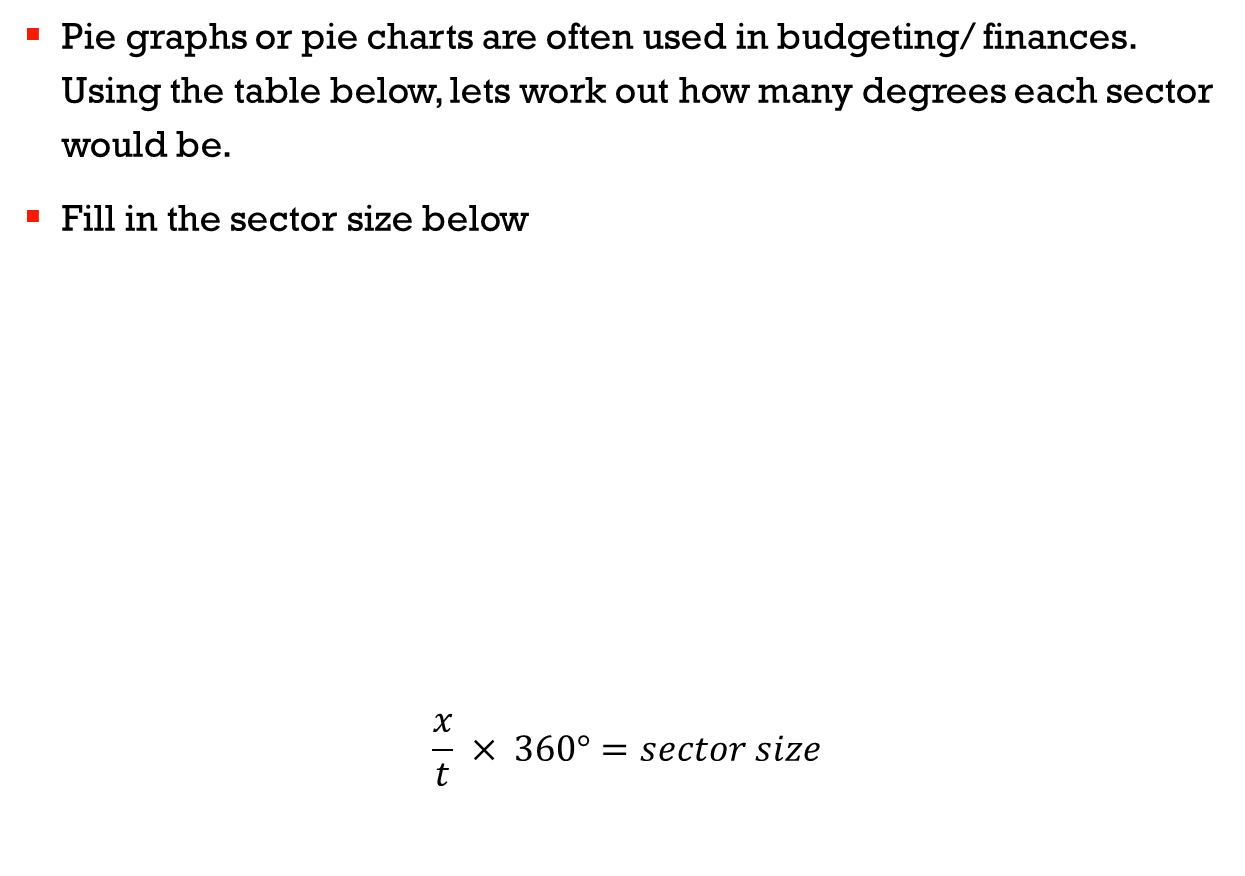 ▪ Pie graphs or pie charts are often used in budgeting/ finances.
Using the table below, lets work out how many degrees each sector
would be.
▪ Fill in the sector size below
x/t × 360° = sector size